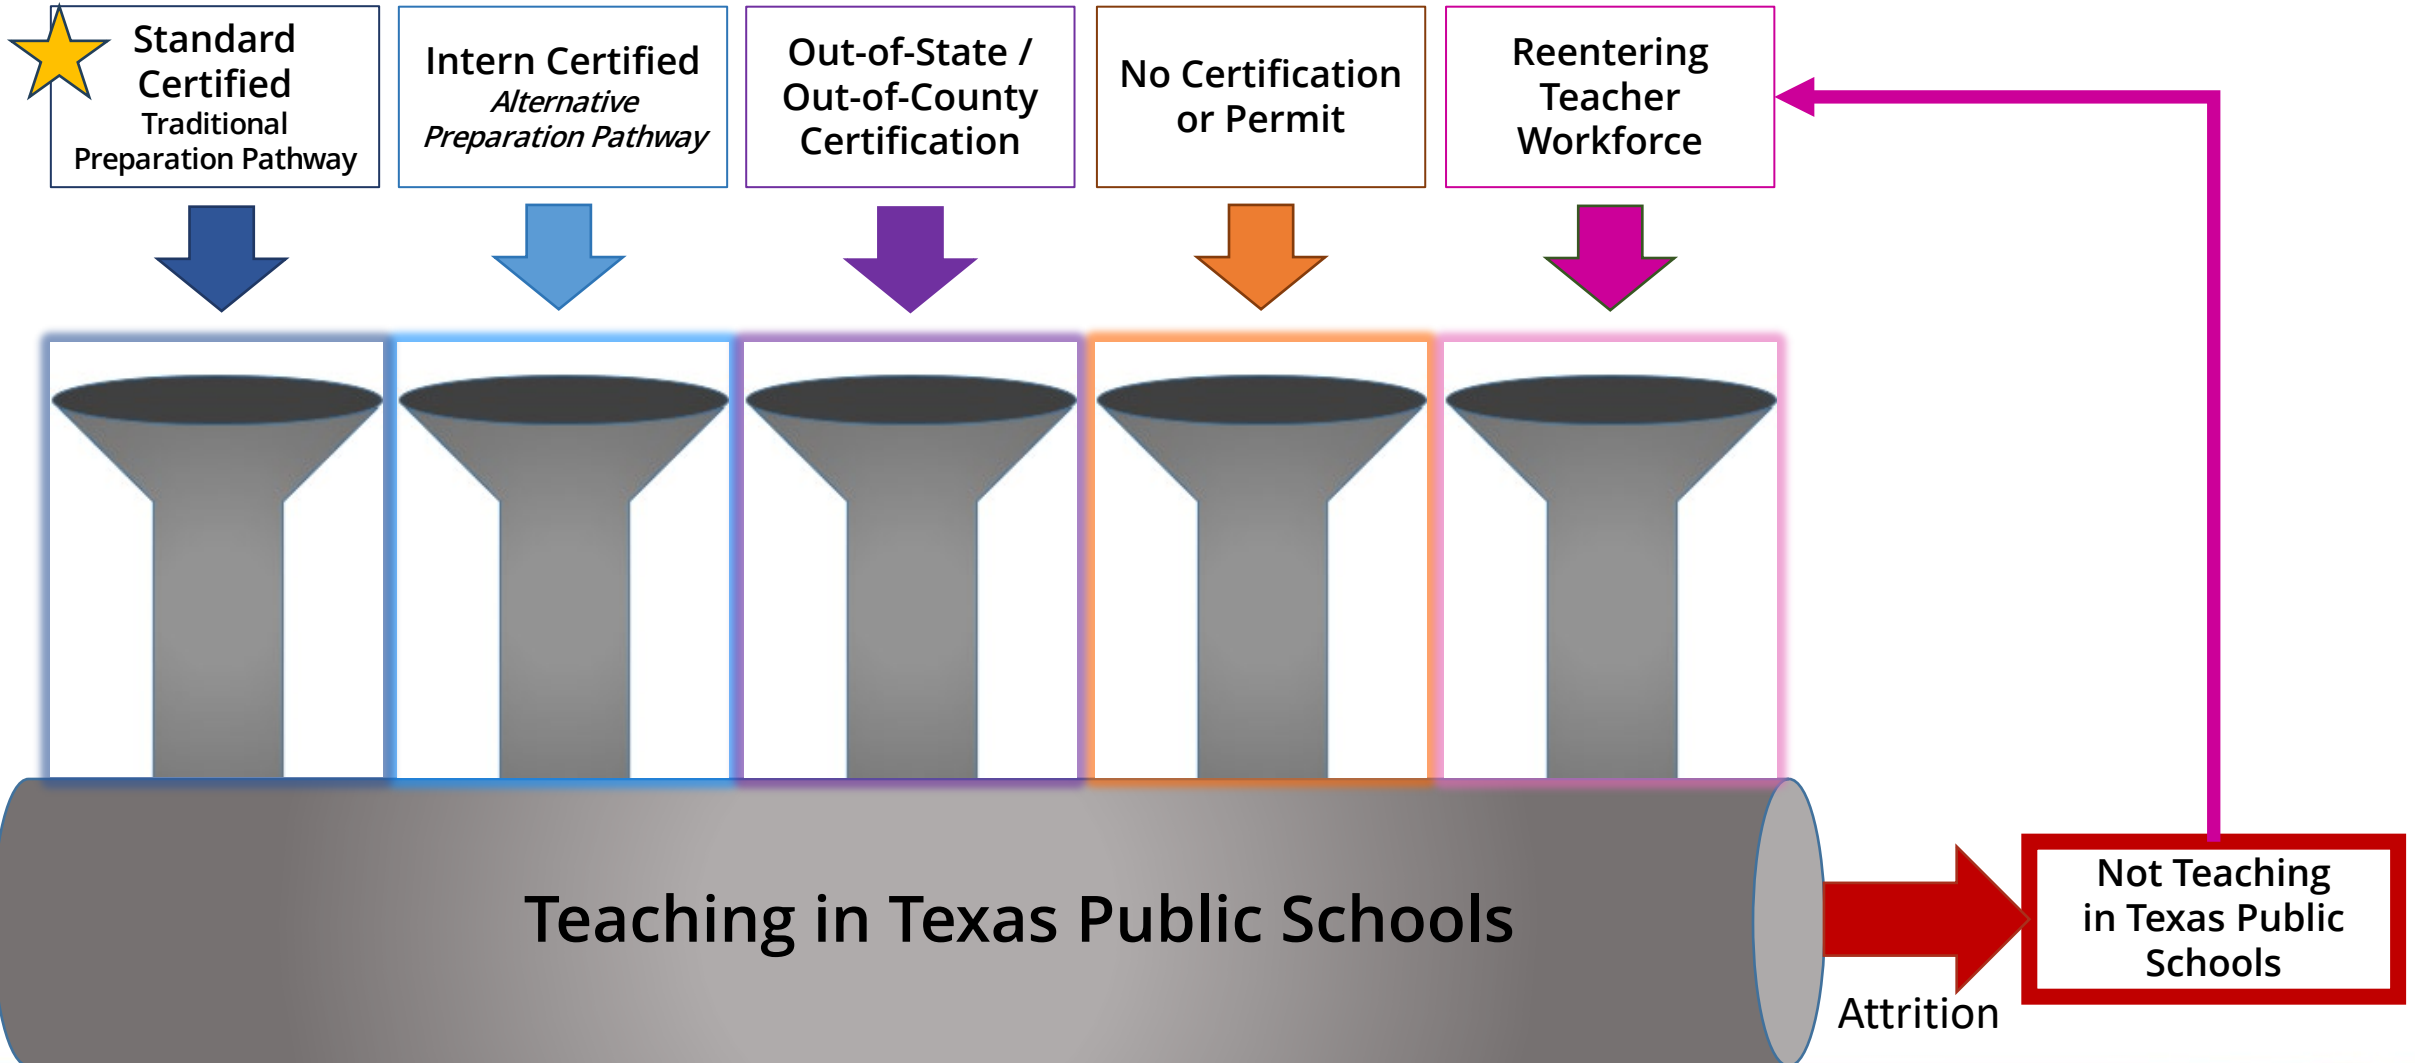 Standard
Certified
Traditional
Preparation Pathway
Intern Certified
Alternative
Preparation Pathway
Out-of-State /
Out-of-County
Certification
No Certification
or Permit
Reentering
Teacher
Workforce
Teaching in Texas Public Schools
Attrition
Not Teaching
in Texas Public
Schools